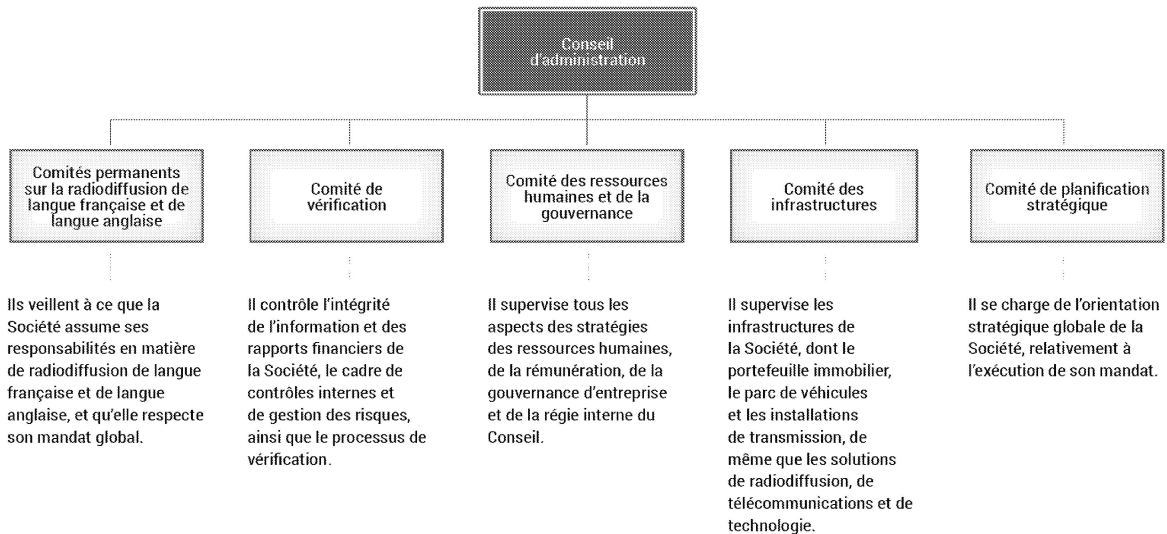 Conseil
d'administration
Comités permanents
sur la radiodiffusion de
langue française et de
langue anglaise
Comité de
vérification
Comité des ressources
humaines et de la
gouvernance
Comité des
infrastructures
Comité de planification
stratégique
Ils veillent à ce que la
Société assume ses
responsabilités en matière
de radiodiffusion de langue
française et de langue
anglaise, et qu'elle respecte
son mandat global.
Il contrôle l'intégrité
de l'information et des
rapports financiers de
la Société, le cadre de
contrôles internes et
de gestion des risques,
ainsi que le processus de
vérification.
Il supervise tous les
aspects des stratégies
des ressources humaines,
de la rémunération, de la
gouvernance d'entreprise
et de la régie interne du
Conseil.
Il supervise les
infrastructures de
la Société, dont le
portefeuille immobilier,
le parc de véhicules
et les installations
de transmission, de
même que les solutions
de radiodiffusion, de
télécommunications et de
technologie.
Il se charge de l'orientation
stratégique globale de la
Société, relativement à
l'exécution de son mandat.